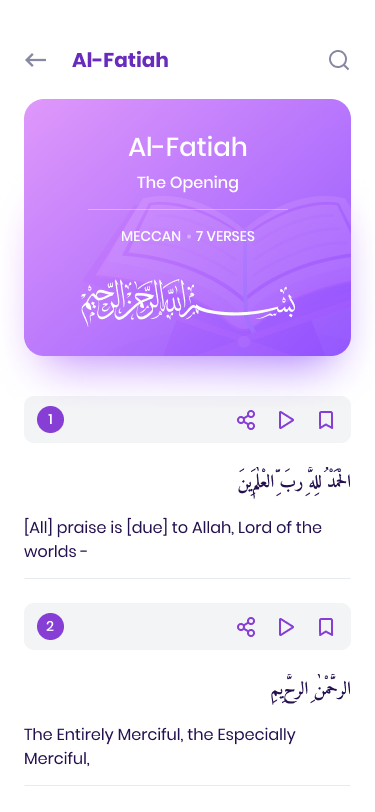 Al-Fatiah
Al-Fatiah
The Opening
MECCAN • 7 VERSES
بِسْمِ اللَّهِ الرَّحْمَٰنِ الرَّحِيمِ
1
الْحَمْدُ لِلَّهِ رَبِّ الْعَٰلَمِينَ
[All] praise is [due] to Allah, Lord of the
worlds -
2
الرَّحْمَٰنِ الرَّحِيمِ
The Entirely Merciful, the Especially
Merciful,